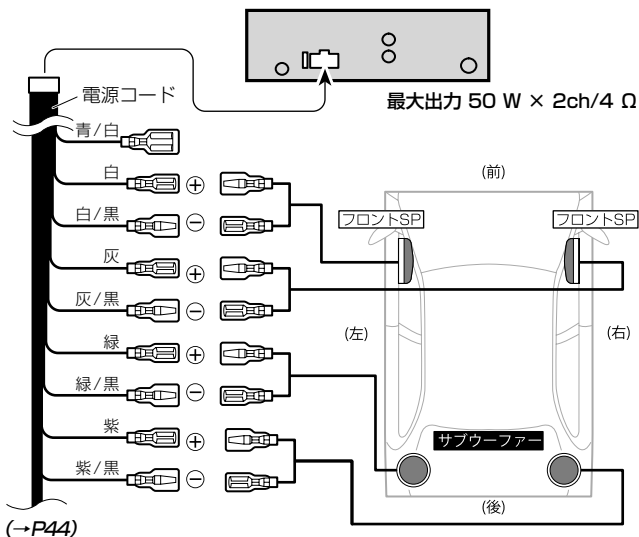 電源コード
最大出力 50 W × 2ch/4 Ω
青/白
白 ⊕
白/黒 ⊖
灰 ⊕
灰/黒 ⊖
緑 ⊕
緑/黒 ⊖
紫 ⊕
紫/黒 ⊖
(前)
フロントSP
フロントSP
(左)
(右)
サブウーファー
(後)
(→P44)